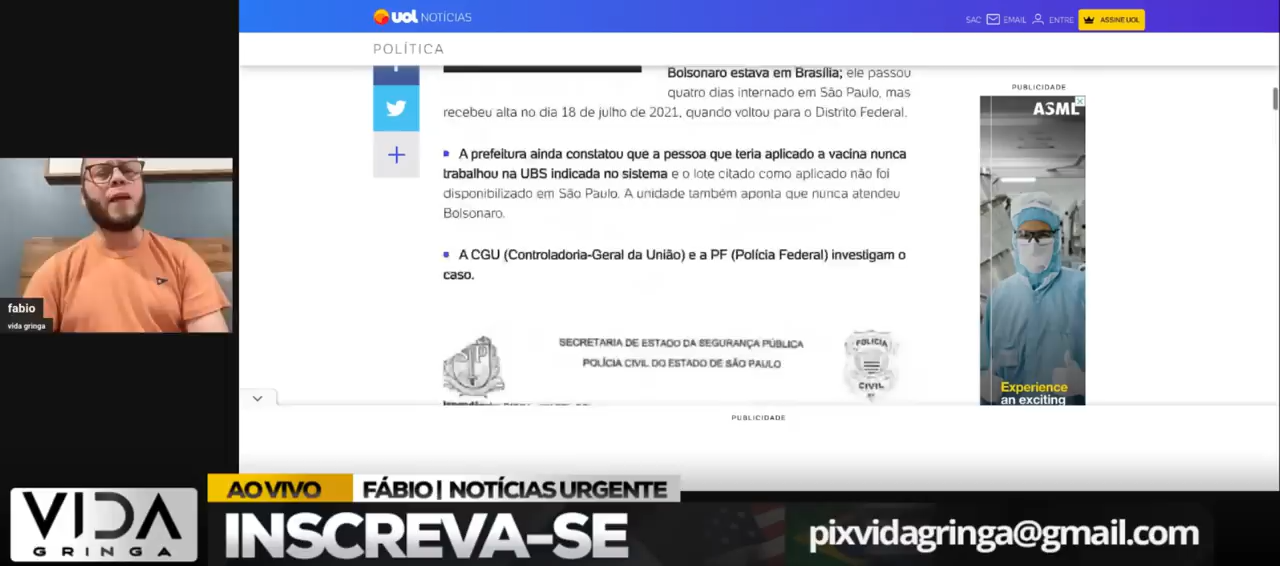 uol NOTÍCIAS
SAC EMAIL ENTRE ASSINE UOL
POLÍTICA
Bolsonaro estava em Brasília; ele passou
quatro dias internado em São Paulo, mas
recebeu alta no dia 18 de julho de 2021, quando voltou para o Distrito Federal.
A prefeitura ainda constatou que a pessoa que teria aplicado a vacina nunca
trabalhou na UBS indicada no sistema e o lote citado como aplicado não foi
disponibilizado em São Paulo. A unidade também aponta que nunca atendeu
Bolsonaro.
A CGU (Controladoria-Geral da União) e a PF (Polícia Federal) investigam o
caso.
SECRETARIA DE ESTADO DA SEGURANÇA PÚBLICA
POLÍCIA CIVIL DO ESTADO DE SÃO PAULO
POLÍCIA
CIVIL
PUBLICIDADE
ASML
Experience
an exciting
PUBLICIDADE
fabio
vida gringa
VIDA
GRINGA
AO VIVO FÁBIO | NOTÍCIAS URGENTE
INSCREVA-SE
pixvidagringa@gmail.com